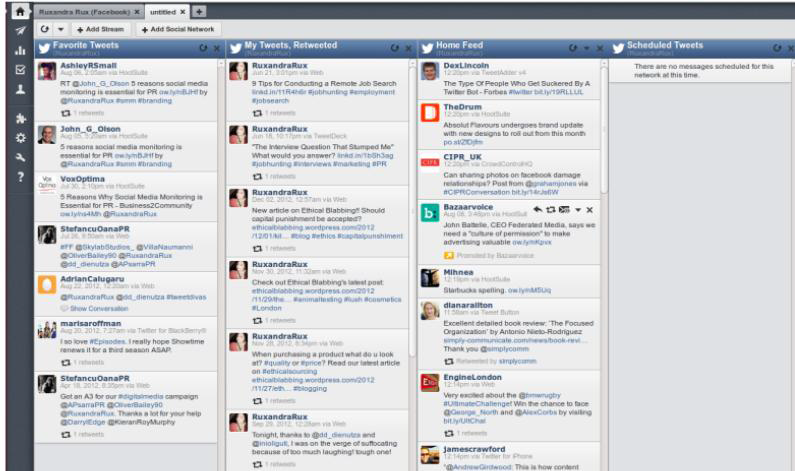 Ruxandra Rux (Facebook) x
untitled x
+
Add Stream
Add Social Network
Favorite Tweets
(RuxandraRux)
AshleyRSmall
Aug 06, 2:05am via HootSuite
RT @John_G_Olson 5 reasons social media
monitoring is essential for PR ow.ly/nBJHf by
@RuxandraRux #smm #branding
1 retweets
John_G_Olson
Aug 05, 5:20am via HootSuite
5 reasons social media monitoring is
essential for PR ow.ly/nBJHf by
@RuxandraRux #smm #branding
VoxOptima
Jul 30, 2:10pm via HootSuite
5 Reasons Why Social Media Monitoring is
Essential for PR - Business2Community
ow.ly/ns4Mh @RuxandraRux
StefancuOanaPR
Jul 26, 8:50am via Web
#FF @SkylabStudios_ @VillaNaumanni
@OliverBailey90 @RuxandraRux
@dd_dienutza @APsarraPR
AdrianCalugaru
Aug 22, 2012, 12:20am via Web
@RuxandraRux @dd_dienutza #tweetdivas
Show Conversation
marisaroffman
Aug 20, 2012, 7:27am via Twitter for BlackBerry®
I so love #Episodes. I really hope Showtime
renews it for a third season ASAP.
1 retweets
StefancuOanaPR
Apr 18, 2012, 8:35pm via Web
Got an A3 for our #digitalmedia campaign
@APsarraPR @OliverBailey90
@RuxandraRux. Thanks a lot for your help
@DarrylEdge @KieranRoyMurphy
1 retweets
My Tweets, Retweeted
(RuxandraRux)
RuxandraRux
Jun 21, 3:01pm via Web
9 Tips for Conducting a Remote Job Search
linkd.in/11R4h6r #jobhunting #employment
#jobsearch
1 retweets
RuxandraRux
Jun 18, 10:17pm via TweetDeck
"The Interview Question That Stumped Me"
What would you answer? linkd.in/1bSh3ag
#jobhunting #interviews #marketing #PR
1 retweets
RuxandraRux
Dec 02, 2012, 12:57am via Web
New article on Ethical Blabbing!! Should
capital punishment be accepted?
ethicalblabbing.wordpress.com/2012
/12/01/kil... #blog #ethics #capitalpunishment
1 retweets
RuxandraRux
Nov 30, 2012, 11:32am via Web
Check out Ethical Blabbing's latest post:
ethicalblabbing.wordpress.com/2012
/11/29/the... #animaltesting #lush #cosmetics
#London
1 retweets
RuxandraRux
Nov 28, 2012, 8:34pm via Web
When purchasing a product what do u look
at? #quality or #price? Read our latest article
on #ethicalsourcing
ethicalblabbing.wordpress.com/2012
/11/27/eth... #blogging
1 retweets
RuxandraRux
Sep 29, 2012, 12:28am via Web
Tonight, thanks to @dd_dienutza and
@inioliguti, I was on the verge of suffocating
because of too much laughing! tough one!
1 retweets
Home Feed
(RuxandraRux)
DexLincoln
12:20pm via TweetAdder v4
The Type Of People Who Get Suckered By A
Twitter Bot - Forbes #twitter bit.ly/19RLLUL
TheDrum
12:20pm via HootSuite
Absolut Flavours undergoes brand update
with new designs to roll out from this month
po.st/ZfDjfm
CIPR_UK
12:20pm via CrowdControlHQ
Can sharing photos on facebook damage
relationships? Post from @grahamjones via
#CIPRConversation bit.ly/14rJs6W
Bazaarvoice
Aug 08, 3:48pm via HootSuit
John Battelle, CEO Federated Media, says we
need a "culture of permission" to make
advertising valuable ow.ly/nKpvx
Promoted by Bazaarvoice
Mihnea
12:19pm via HootSuite
Starbucks spelling. ow.ly/nM5Uq
dianarailton
11:58am via Tweet Button
Excellent detailed book review: 'The Focused
Organization' by Antonio Nieto-Rodriguez
simply-communicate.com/news/book-revi...
Thank you @simplycomm
Retweeted by simplycomm
EngineLondon
12:14pm via Web
Very excited about the @bmwrugby
#UltimateChallenge! Win the chance to face
@George_North and @AlexCorbs by visiting
bit.ly/UltChal
1 retweets
jamescrawford
12:14pm via Twitter for iPhone
"@AndrewGirdwood: This is how content
Scheduled Tweets
(RuxandraRux)
There are no messages scheduled for this
network at this time.